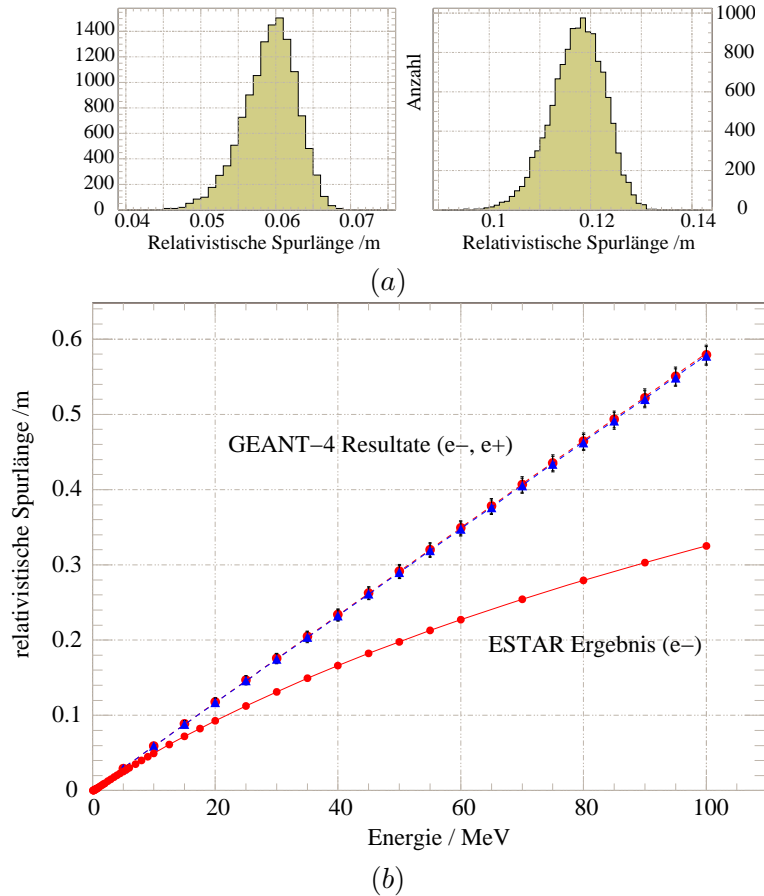 1400
1200
1000
800
600
400
200
0
0.04 0.05 0.06 0.07
Relativistische Spurlänge /m
Anzahl
1000
800
600
400
200
0
0.1 0.12 0.14
Relativistische Spurlänge /m
(a)
0.6
0.5
0.4
0.3
0.2
0.1
0
relativistische Spurlänge /m
GEANT−4 Resultate (e−, e+)
ESTAR Ergebnis (e−)
0 20 40 60 80 100
Energie / MeV
(b)